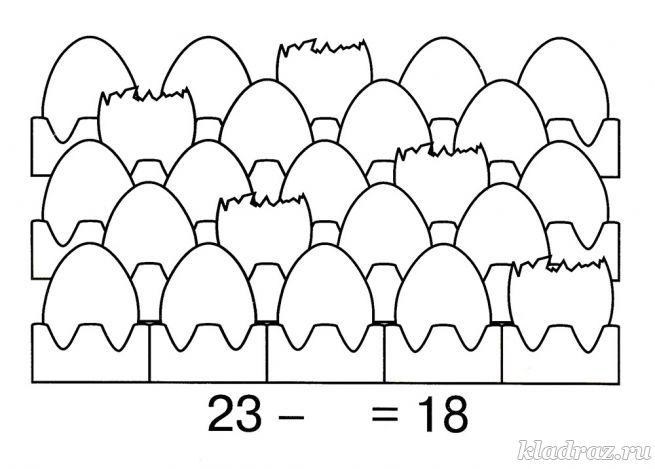 23 – = 18
kladraz.ru